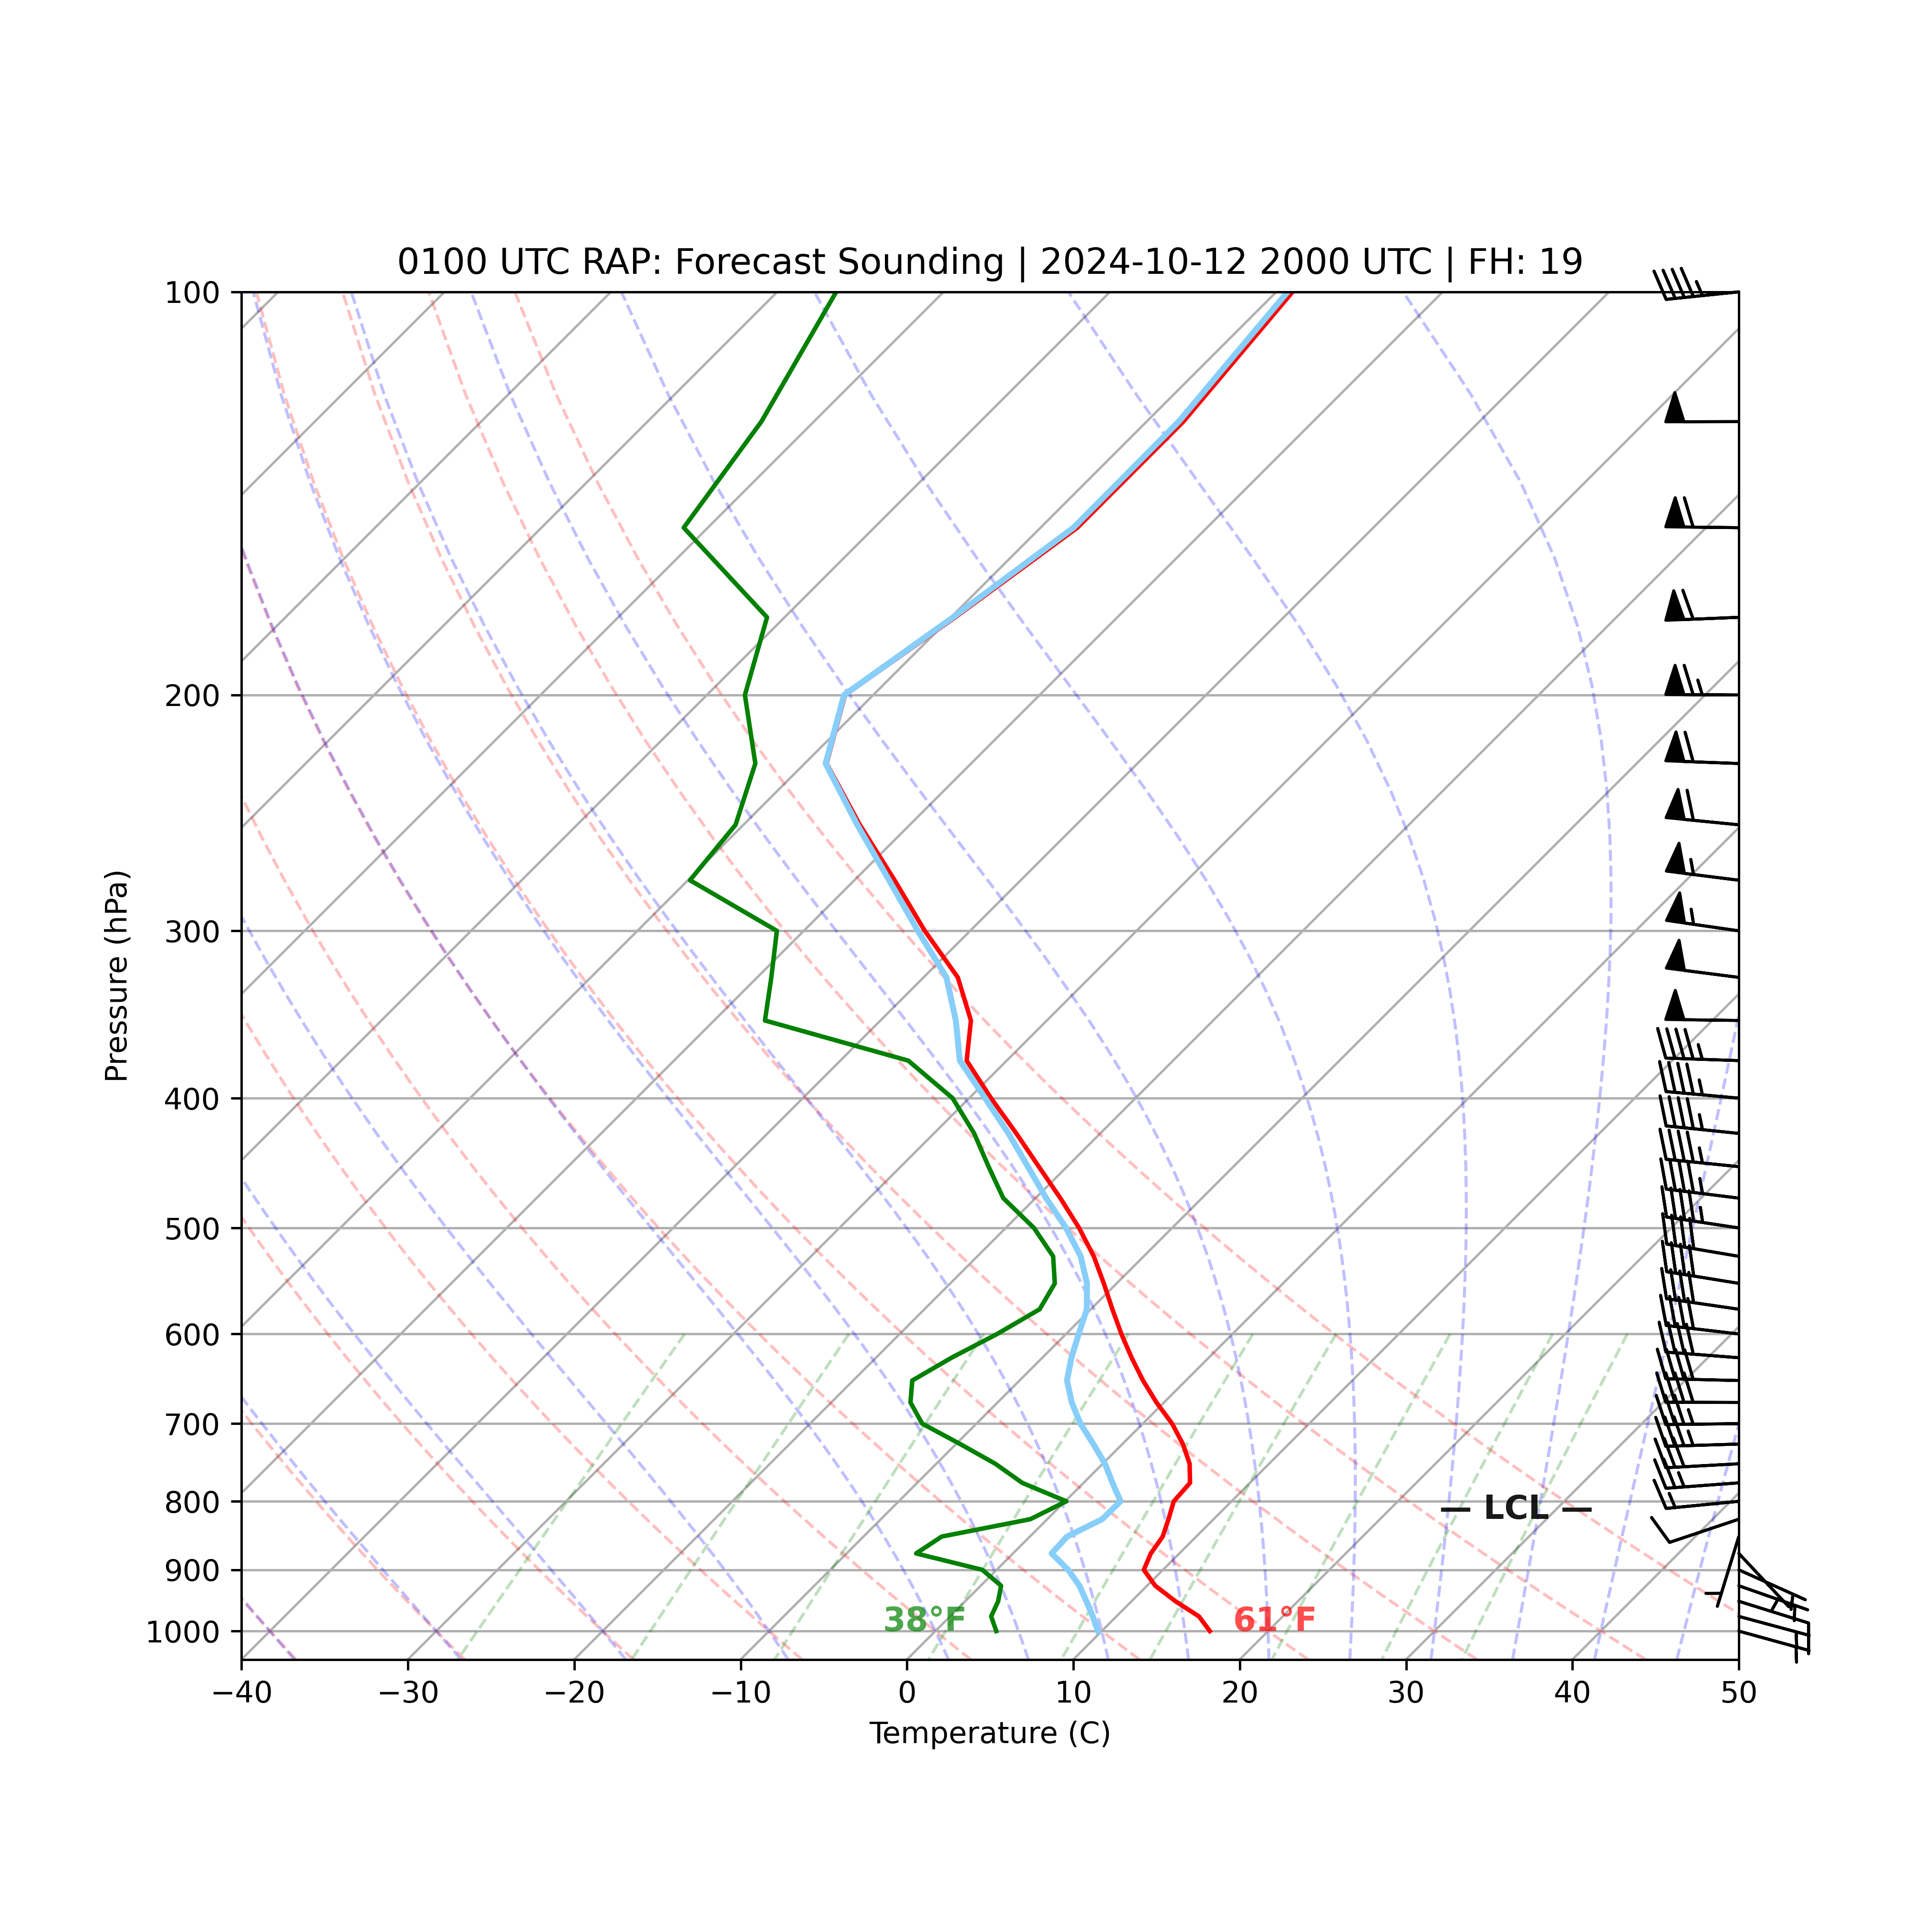 0100 UTC RAP: Forecast Sounding | 2024-10-12 2000 UTC | FH: 19
100
200
300
400
500
600
700
800
900
1000
Pressure (hPa)
— LCL —
38°F
61°F
−40 −30 −20 −10 0 10 20 30 40 50
Temperature (C)